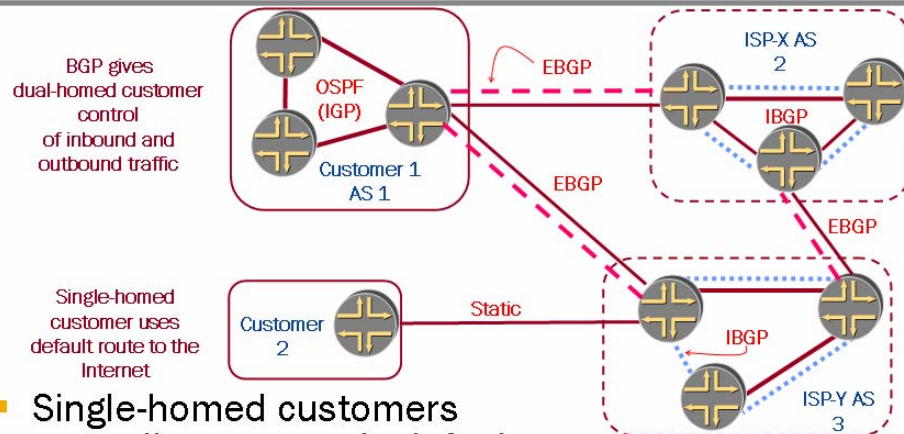 BGP gives
dual-homed customer
control
of inbound and
outbound traffic
OSPF
(IGP)
Customer 1
AS 1
EBGP
ISP-X AS
2
IBGP
EBGP
EBGP
Single-homed
customer uses
default route to the
Internet
Customer
2
Static
IBGP
ISP-Y AS
3
Single-homed customers